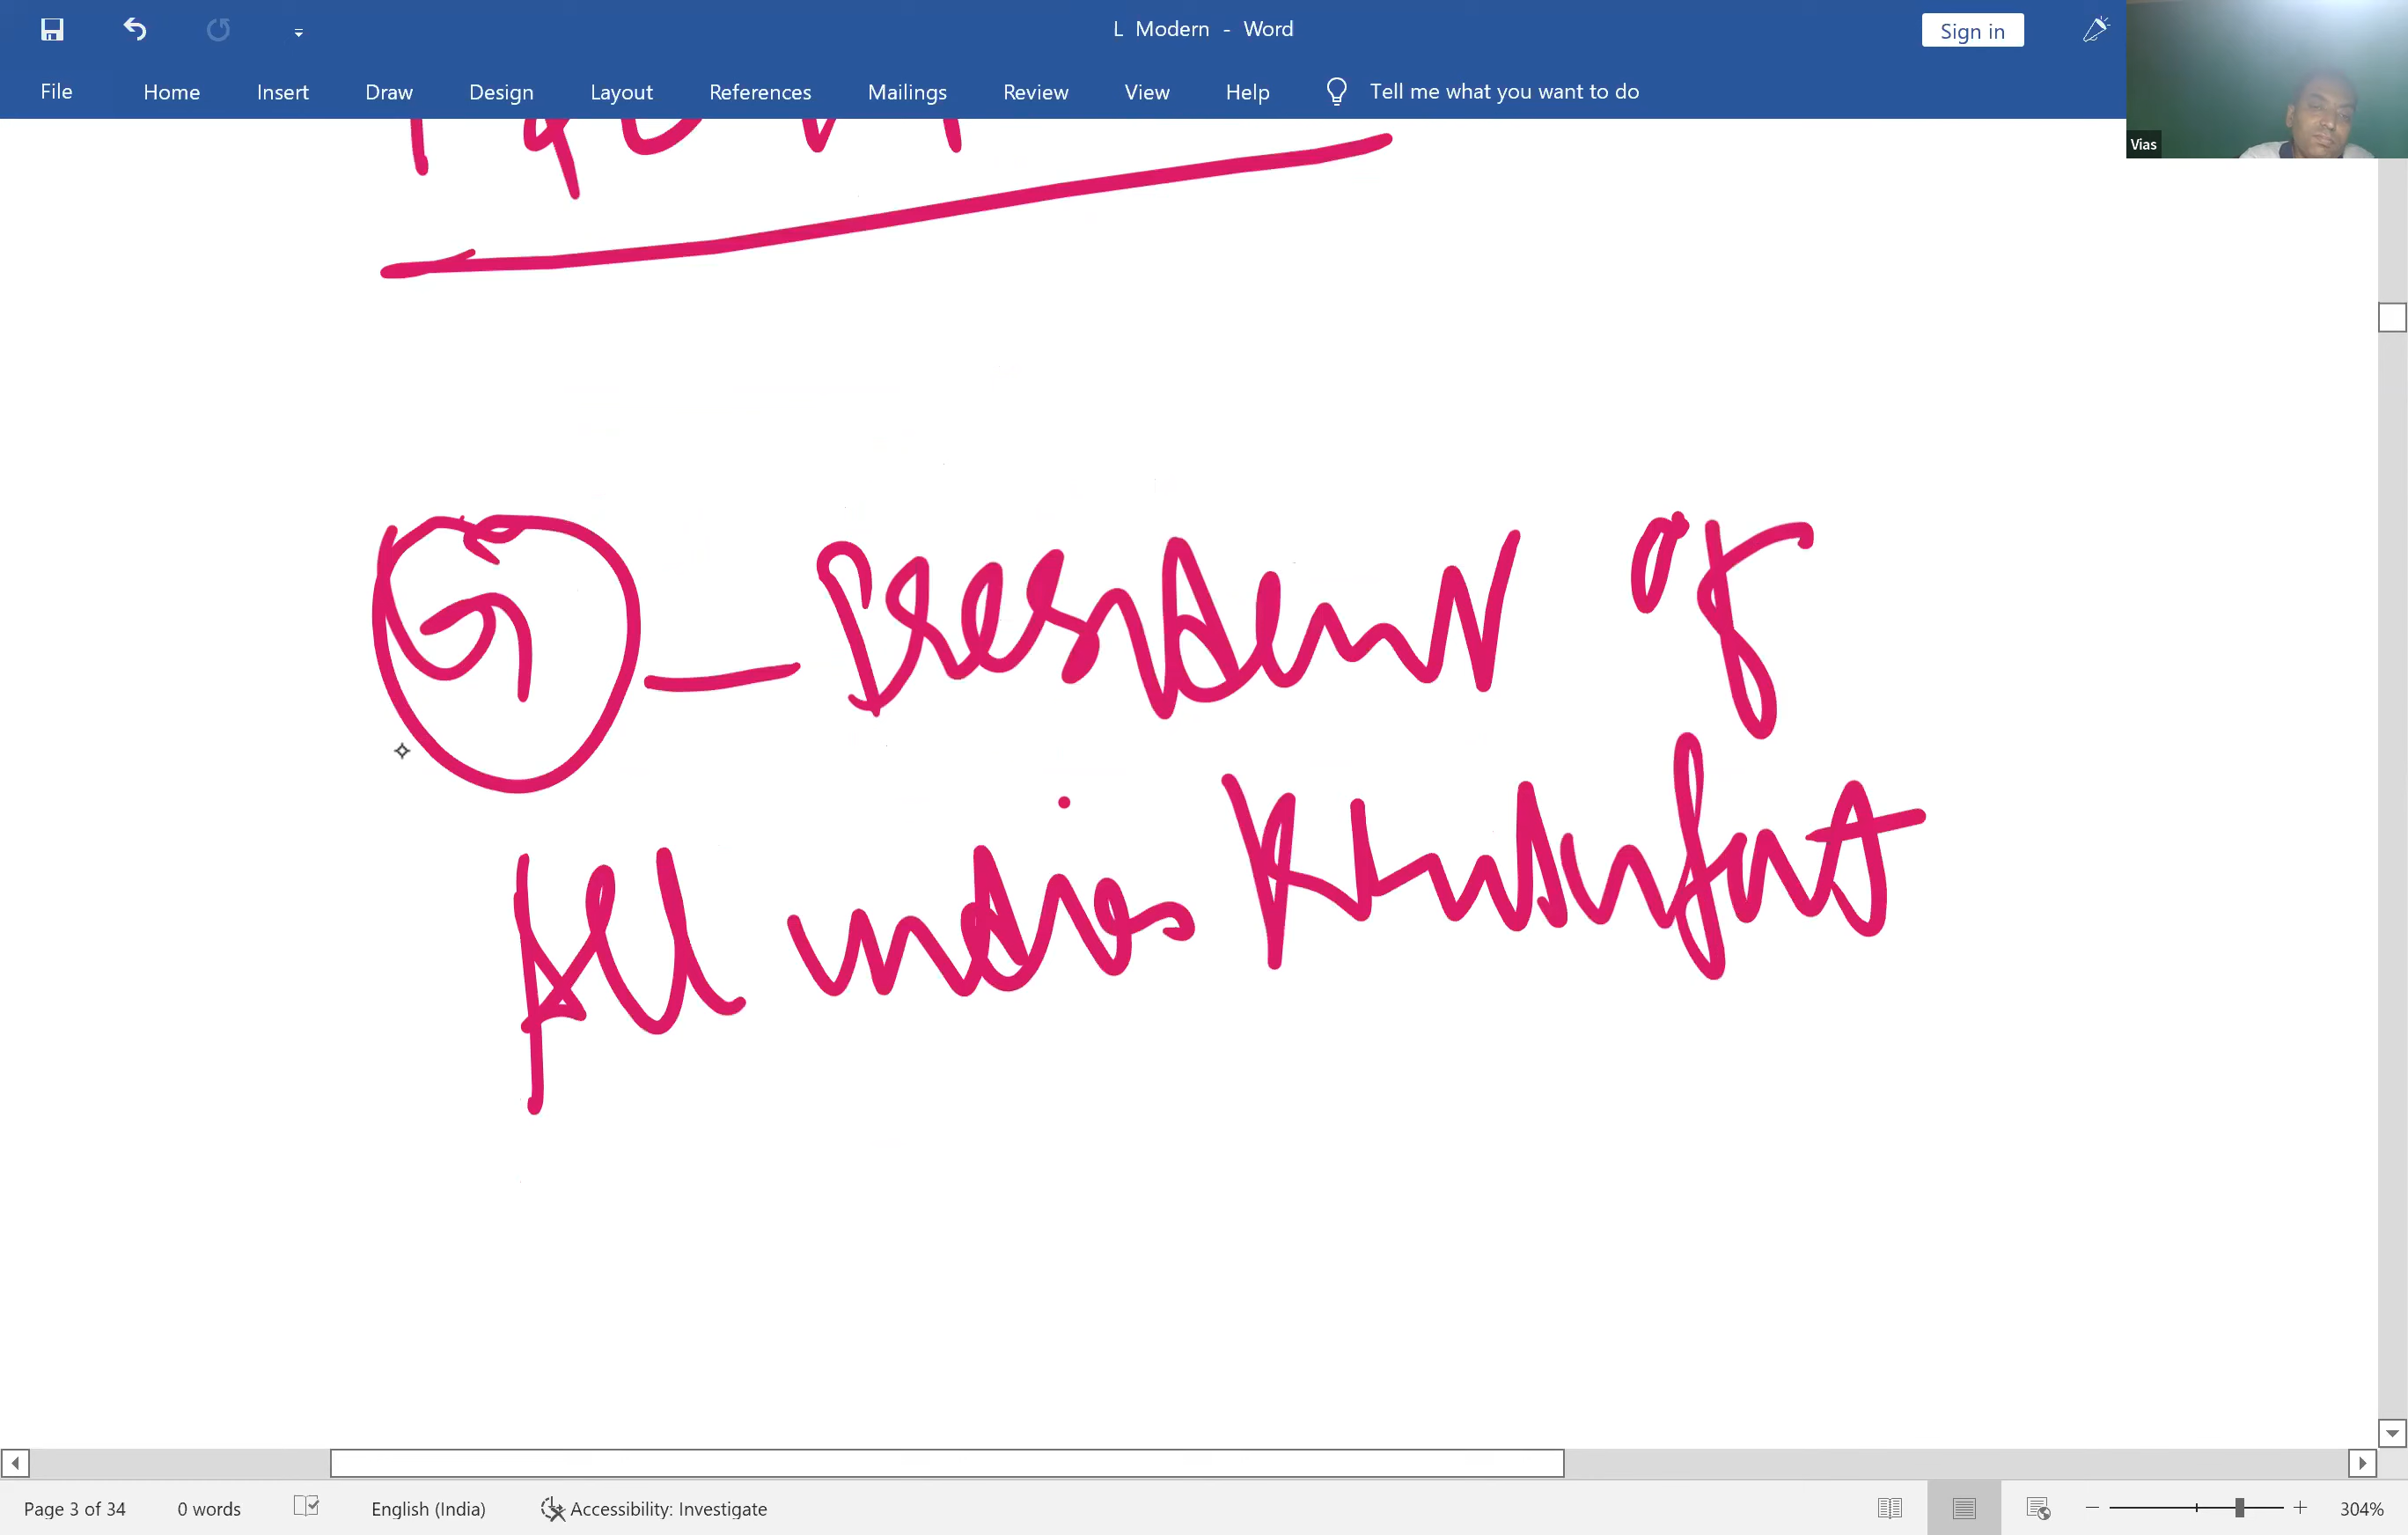 L Modern - Word
Sign in
Vias
File Home Insert Draw Design Layout References Mailings Review View Help Tell me what you want to do
G — President of
All India Khilafat
Page 3 of 34 0 words English (India) Accessibility: Investigate 304%